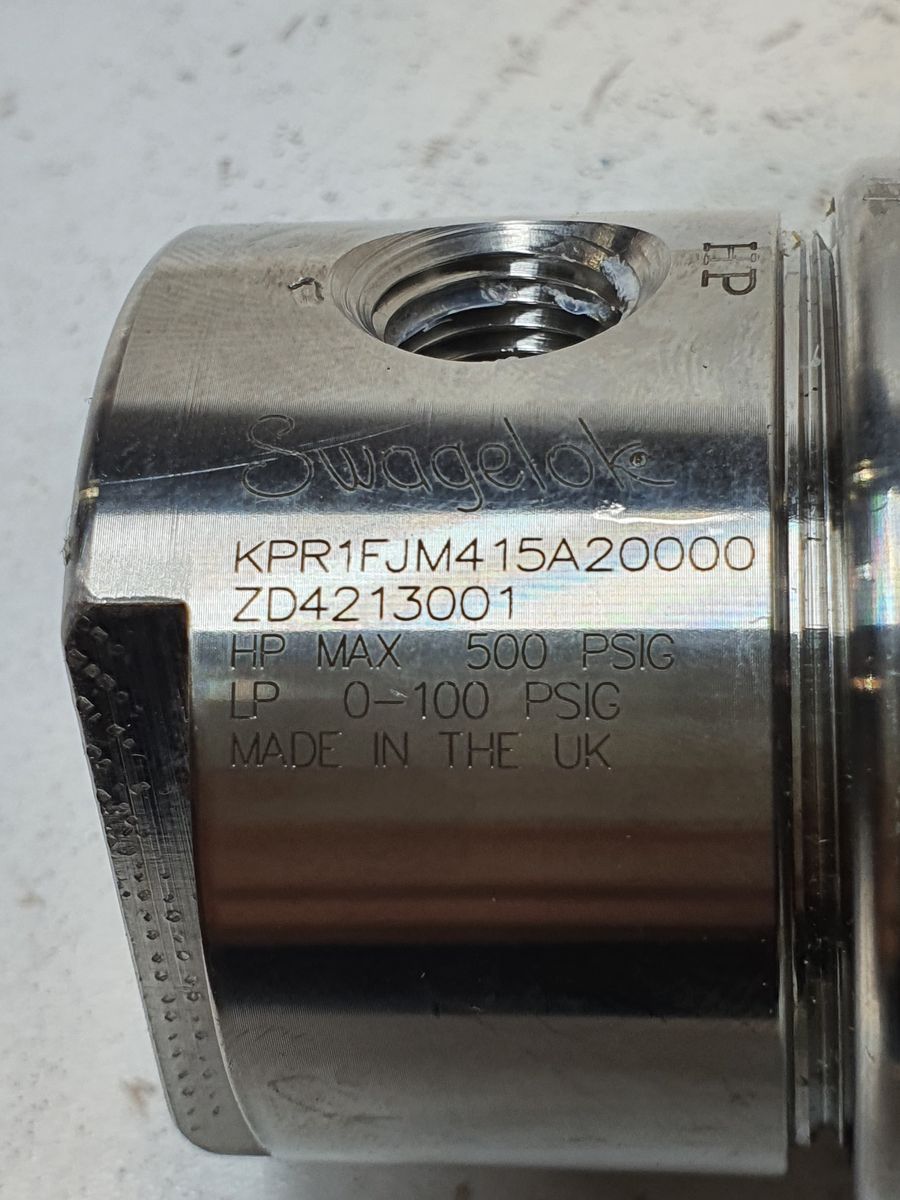 HP
Swagelok®
KPR1FJM415A20000
ZD4213001
HP MAX 500 PSIG
LP 0-100 PSIG
MADE IN THE UK